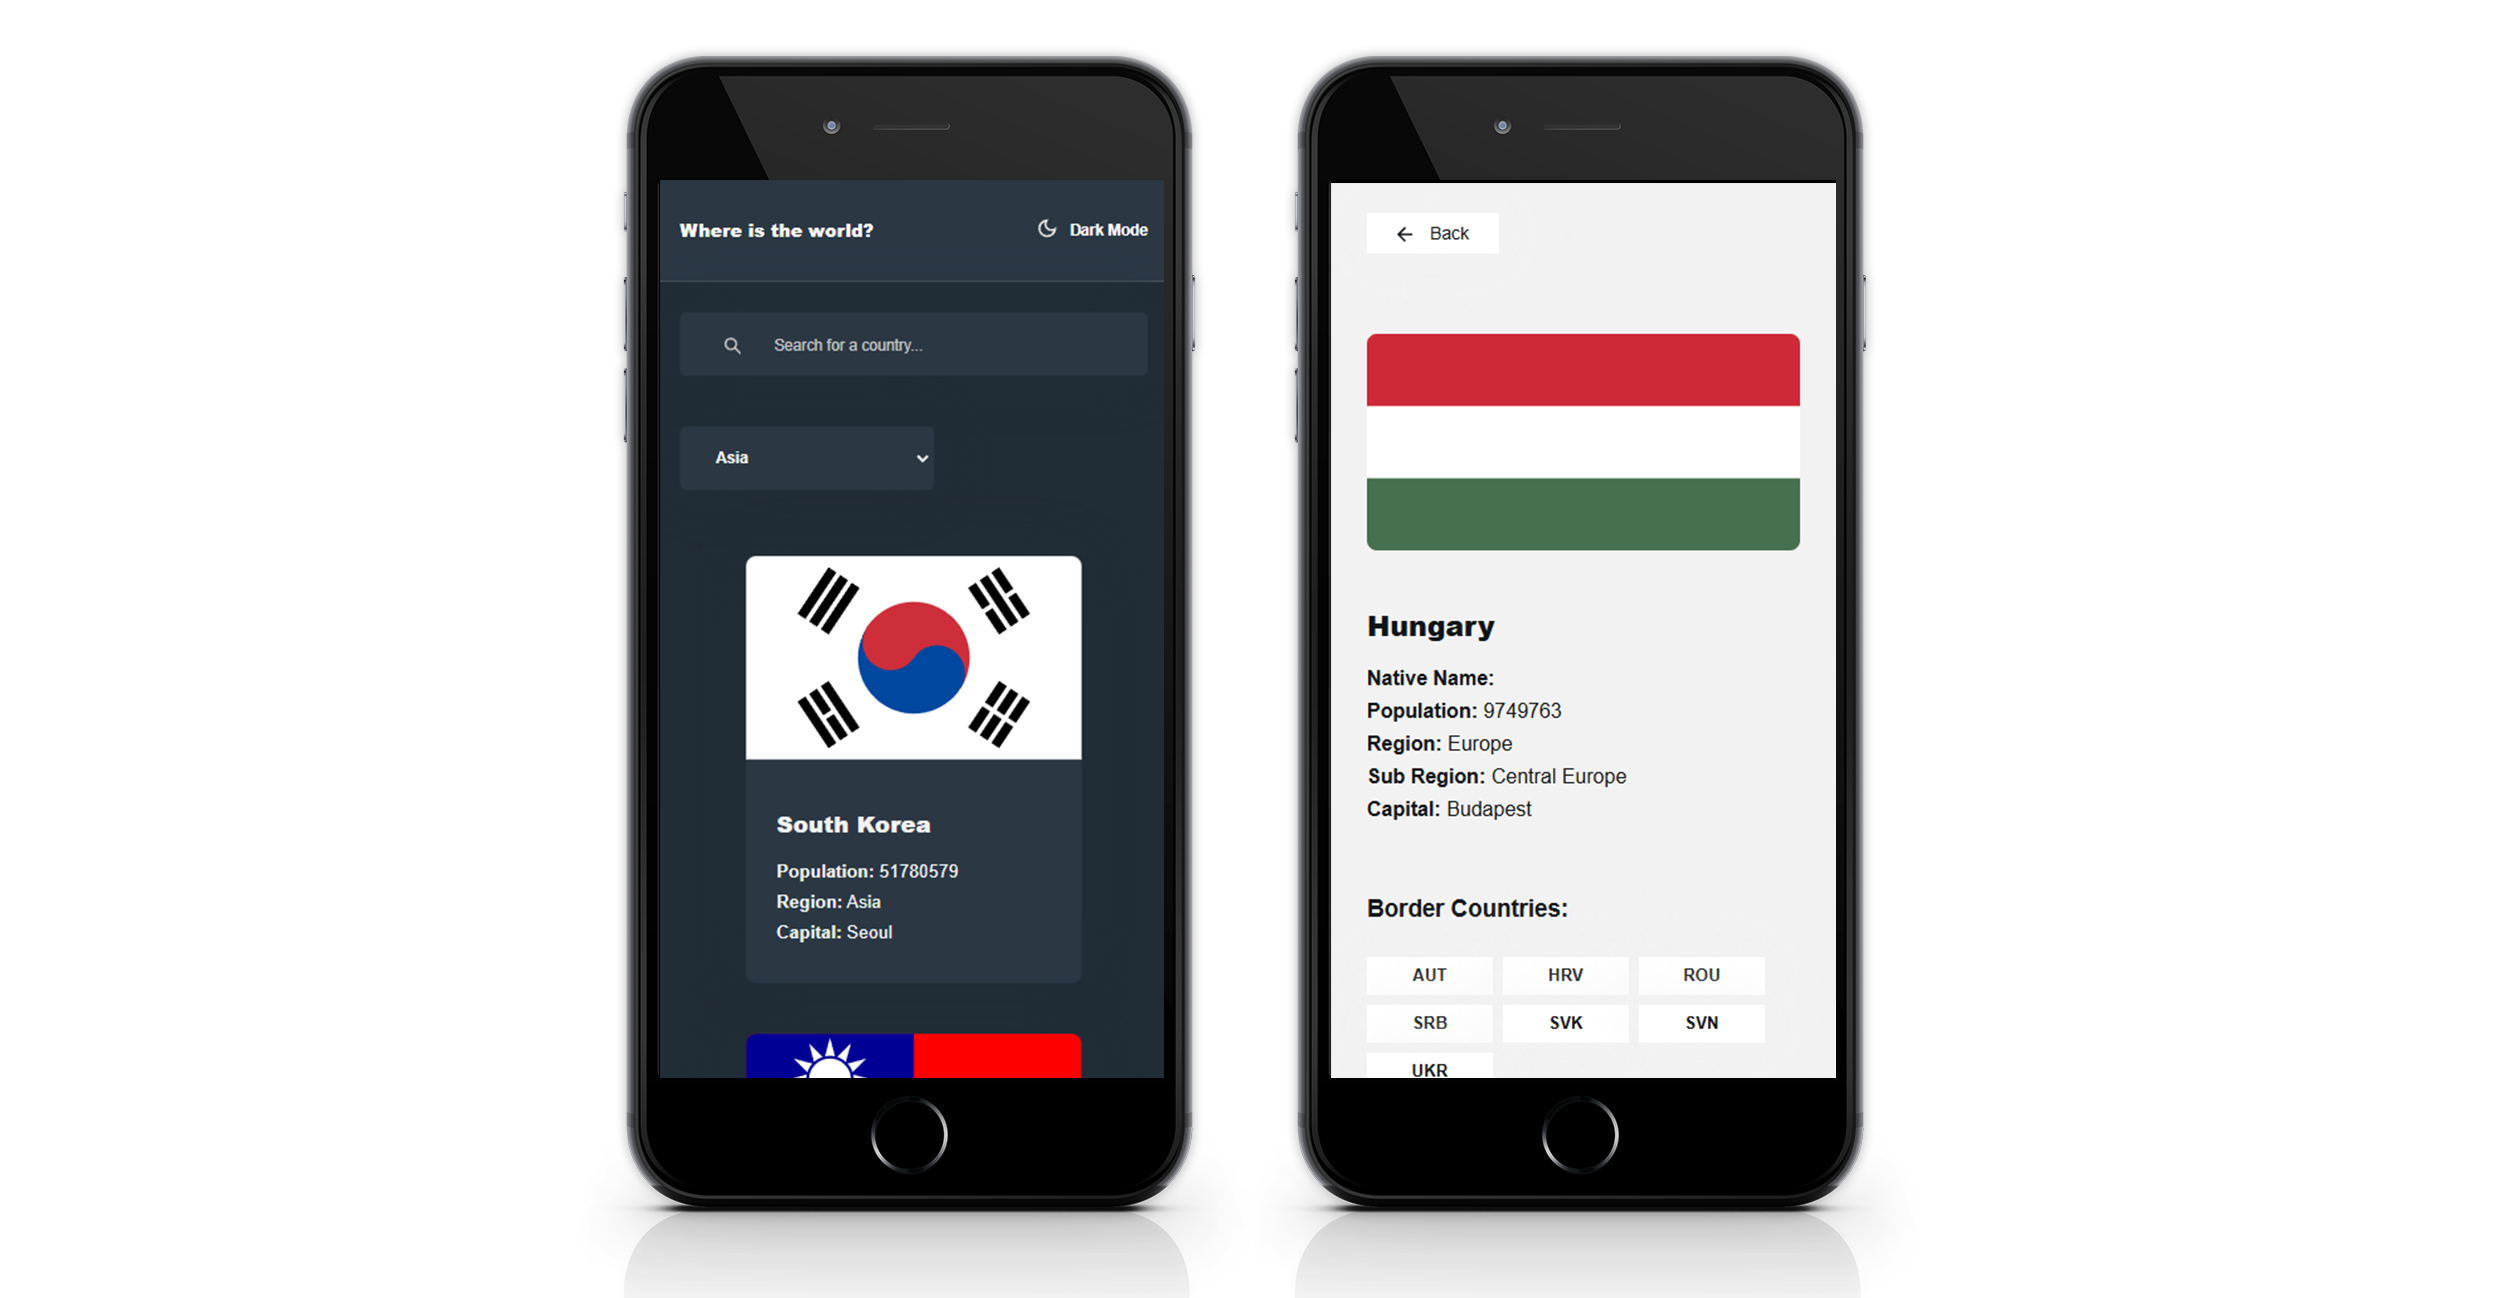 Where is the world?
Dark Mode
Search for a country...
Asia
South Korea
Population: 51780579
Region: Asia
Capital: Seoul
Back
Hungary
Native Name:
Population: 9749763
Region: Europe
Sub Region: Central Europe
Capital: Budapest
Border Countries:
AUT HRV ROU
SRB SVK SVN
UKR